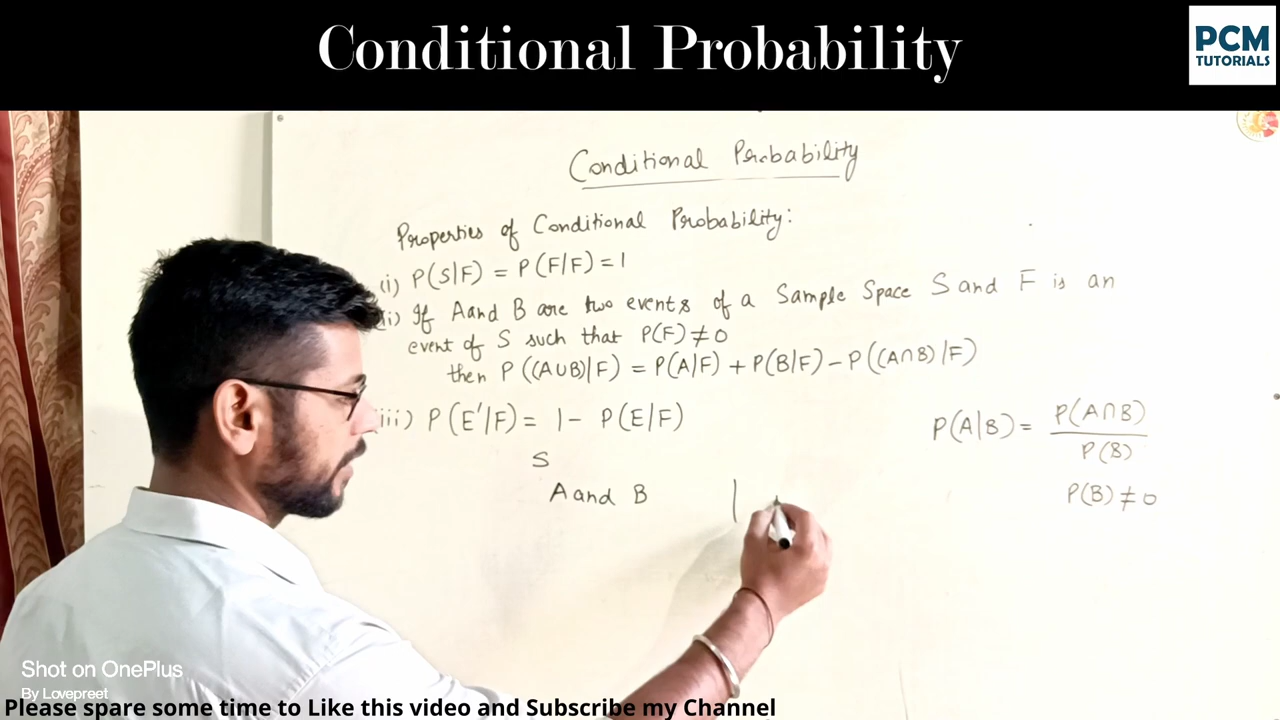 Conditional Probability
PCM
TUTORIALS
Conditional Probability
Properties of Conditional Probability:
(i) P(S|F) = P(F|F) = 1
ii) If A and B are two events of a Sample Space S and F is an
event of S such that P(F) ≠ 0
then P((A∪B)|F) = P(A|F) + P(B|F) - P((A∩B)|F)
iii) P(E'|F) = 1 - P(E|F)
P(A|B) = P(A∩B)
P(B)
P(B) ≠ 0
S
A and B
Shot on OnePlus
By Lovepreet
Please spare some time to Like this video and Subscribe my Channel